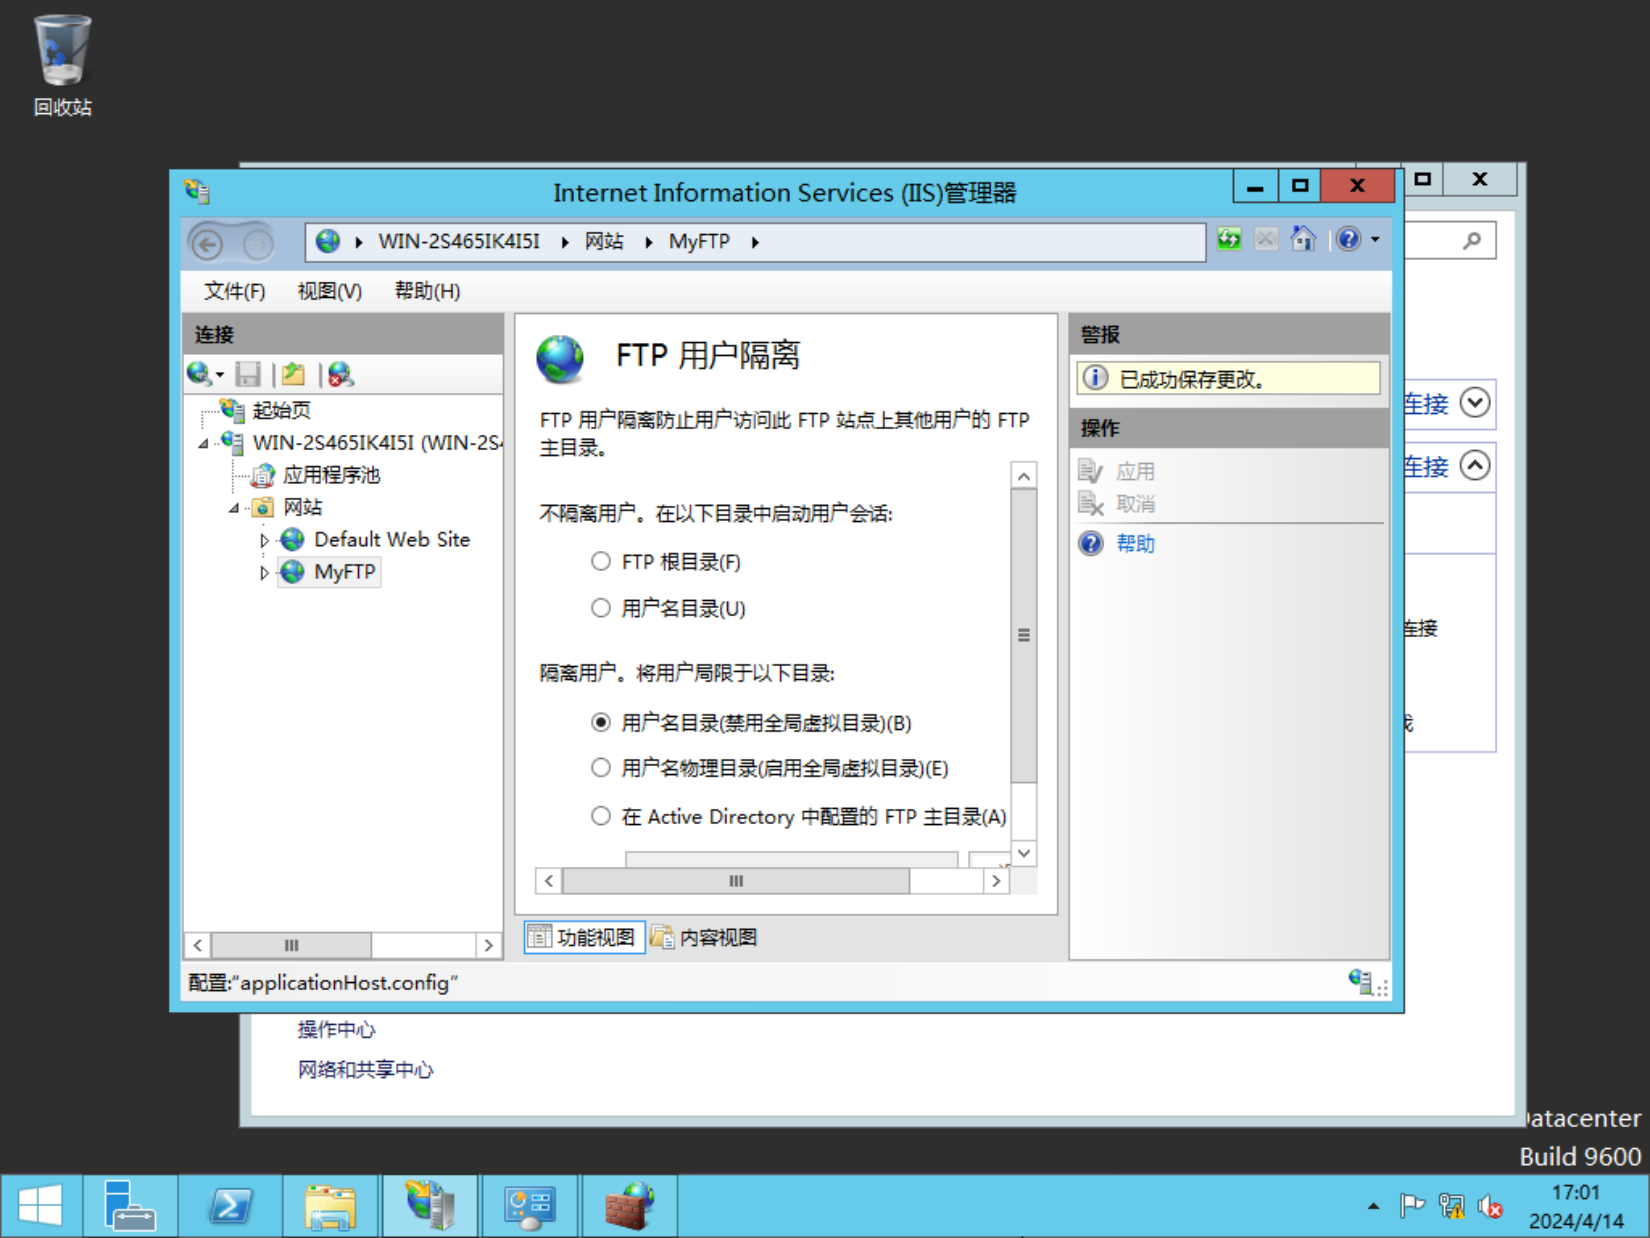 回收站
Internet Information Services (IIS)管理器
WIN-2S465IK4I5I
网站
MyFTP
文件(F)
视图(V)
帮助(H)
连接
起始页
WIN-2S465IK4I5I (WIN-2S4
应用程序池
网站
Default Web Site
MyFTP
FTP 用户隔离
FTP 用户隔离防止用户访问此 FTP 站点上其他用户的 FTP
主目录。
不隔离用户。在以下目录中启动用户会话:
FTP 根目录(F)
用户名目录(U)
隔离用户。将用户局限于以下目录:
用户名目录(禁用全局虚拟目录)(B)
用户名物理目录(启用全局虚拟目录)(E)
在 Active Directory 中配置的 FTP 主目录(A)
功能视图
内容视图
警报
已成功保存更改。
操作
应用
取消
帮助
连接
连接
连接
配置:“applicationHost.config”
操作中心
网络和共享中心
atacenter
Build 9600
17:01
2024/4/14